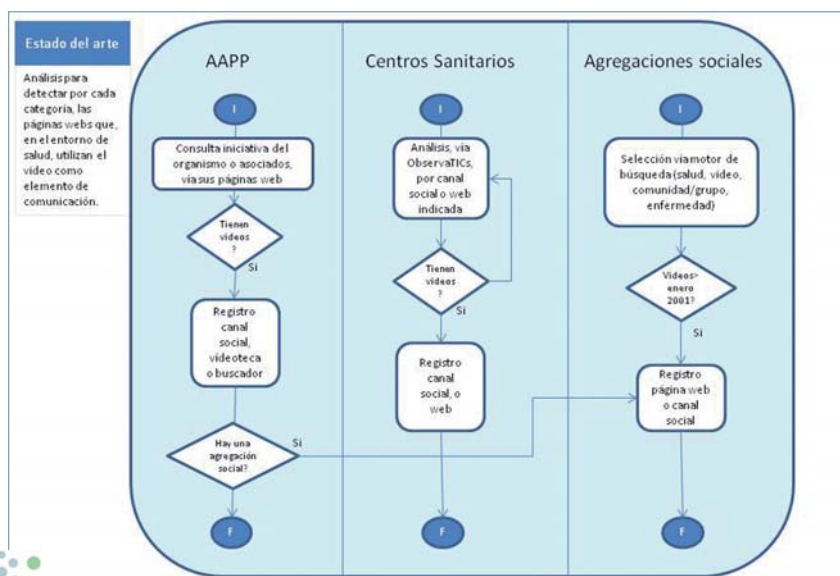 Estado del arte
Análisis para
detectar por cada
categoria, las
páginas webs que,
en el entorno de
salud, utilizan el
vídeo como
elemento de
comunicación.
AAPP
I
Consulta iniciativa del
organismo o asociados,
vía sus páginas web
Tienen
vídeos
?
Si
Registro
canal
social,
vídeoteca
o buscador
Hay una
agregación
social?
Si
F
Centros Sanitarios
I
Análisis, vía
ObservaTICs,
por canal
social o web
indicada
Tienen
vídeos
?
Si
Registro
canal
social, o
web
F
Agregaciones sociales
I
Selección vía motor de
búsqueda (salud, vídeo,
comunidad/grupo,
enfermedad)
Videos>
enero
2001?
Si
Registro
página web
o canal
social
F